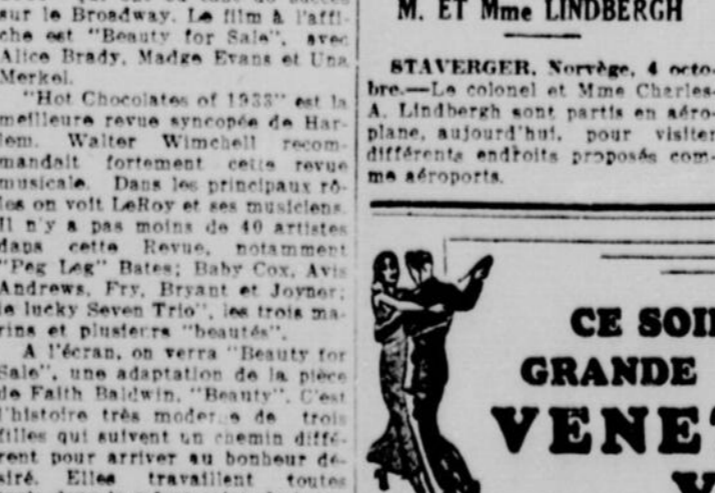 sur le Broadway. Le film à l'affi-
che est "Beauty for Sale", avec
Alice Brady, Madge Evans et Una
Merkel.
"Hot Chocolates of 1933" est la
meilleure revue syncopée de Har-
lem. Walter Wimchell recom-
mandait fortement cette revue
musicale. Dans les principaux rô-
les on voit LeRoy et ses musiciens.
Il n'y a pas moins de 40 artistes
dans cette Revue, notamment
"Peg Leg" Bates; Baby Cox, Avis
Andrews, Fry, Bryant et Joyner;
le lucky Seven Trio", les trois ma-
rins et plusieurs "beautés".
A l'écran, on verra "Beauty for
Sale", une adaptation de la pièce
de Faith Baldwin, "Beauty". C'est
l'histoire très moderne de trois
filles qui suivent un chemin diffé-
rent pour arriver au bonheur dé-
siré. Elles travaillent toutes
M. ET Mme LINDBERGH
STAVERGER, Norvège, 4 octo-
bre.—Le colonel et Mme Charles-
A. Lindbergh sont partis en aéro-
plane, aujourd'hui, pour visiter
différents endroits proposés com-
me aéroports.
CE SOI
GRANDE
VENE